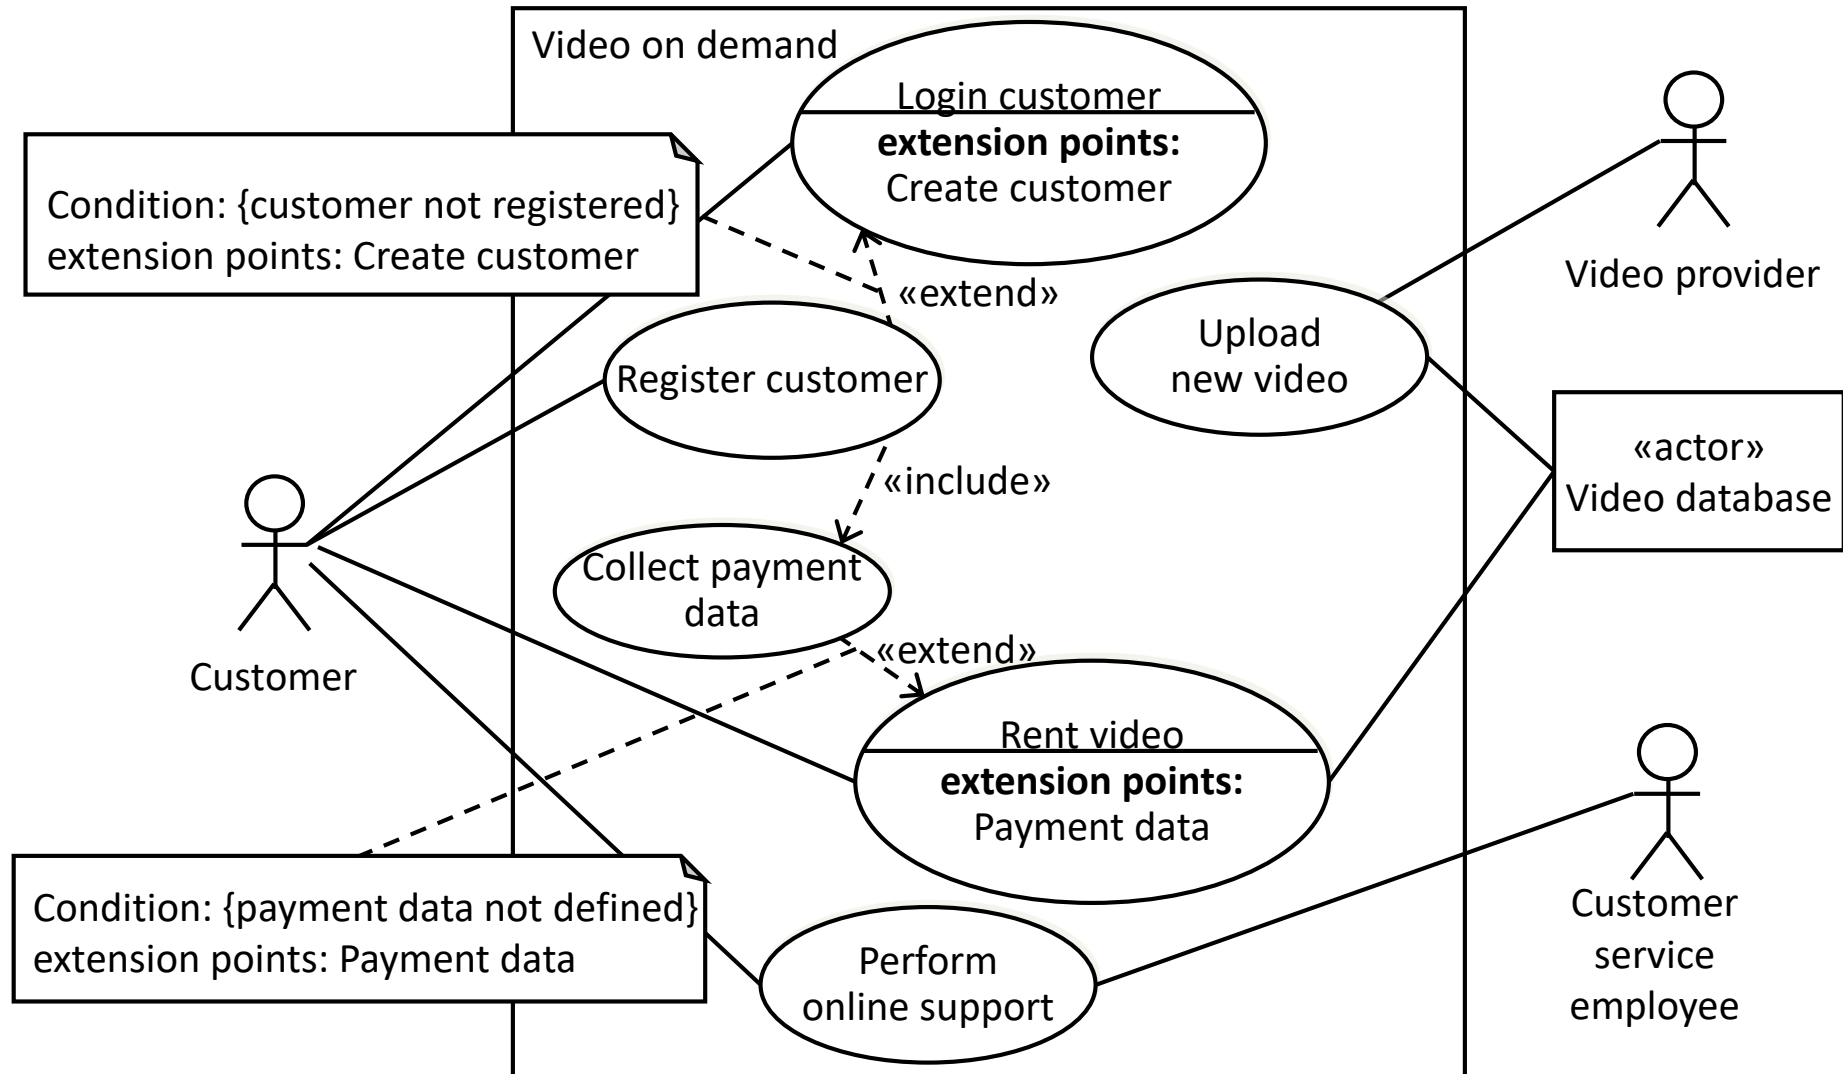 Video on demand
Login customer
extension points:
Create customer
Condition: {customer not registered}
extension points: Create customer
«extend»
Video provider
Upload
new video
Register customer
«actor»
Video database
«include»
Collect payment
data
Customer
«extend»
Rent video
extension points:
Payment data
Condition: {payment data not defined}
extension points: Payment data
Perform
online support
Customer
service
employee